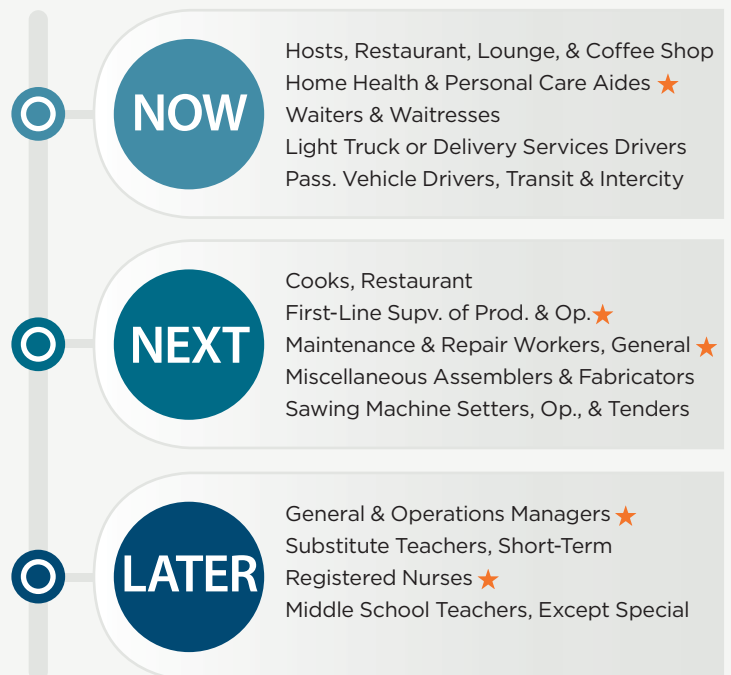 NOW
Hosts, Restaurant, Lounge, & Coffee Shop
Home Health & Personal Care Aides ★
Waiters & Waitresses
Light Truck or Delivery Services Drivers
Pass. Vehicle Drivers, Transit & Intercity
NEXT
Cooks, Restaurant
First-Line Supv. of Prod. & Op.★
Maintenance & Repair Workers, General ★
Miscellaneous Assemblers & Fabricators
Sawing Machine Setters, Op., & Tenders
LATER
General & Operations Managers ★
Substitute Teachers, Short-Term
Registered Nurses ★
Middle School Teachers, Except Special